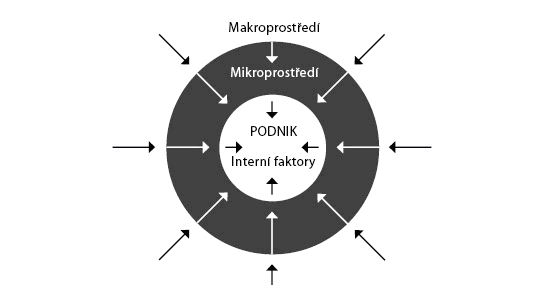 Makroprostředí
Mikroprostředí
PODNIK
Interní faktory